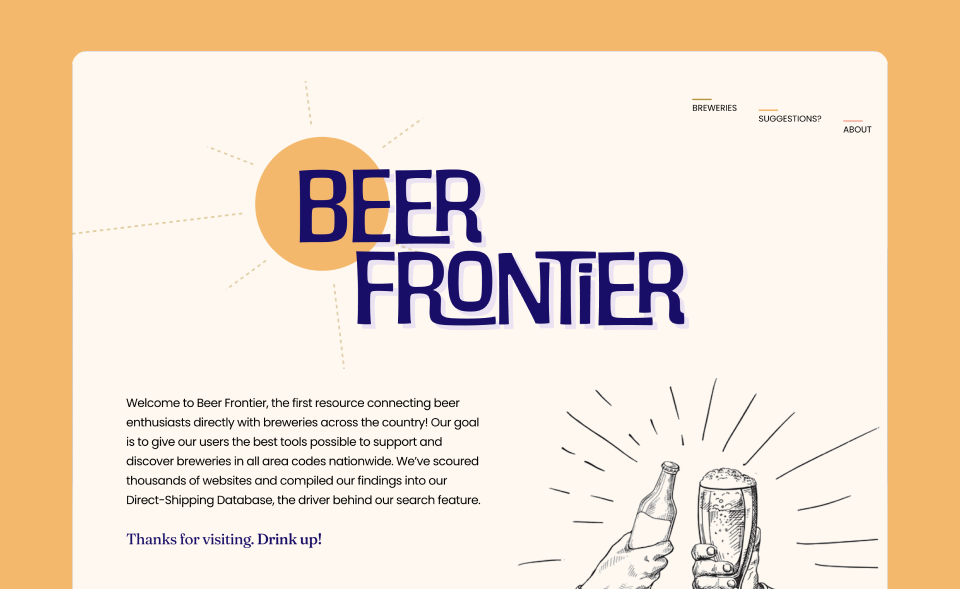 BREWERIES
SUGGESTIONS?
ABOUT
BEER
FRONTiER
Welcome to Beer Frontier, the first resource connecting beer
enthusiasts directly with breweries across the country! Our goal
is to give our users the best tools possible to support and
discover breweries in all area codes nationwide. We’ve scoured
thousands of websites and compiled our findings into our
Direct-Shipping Database, the driver behind our search feature.
Thanks for visiting. Drink up!